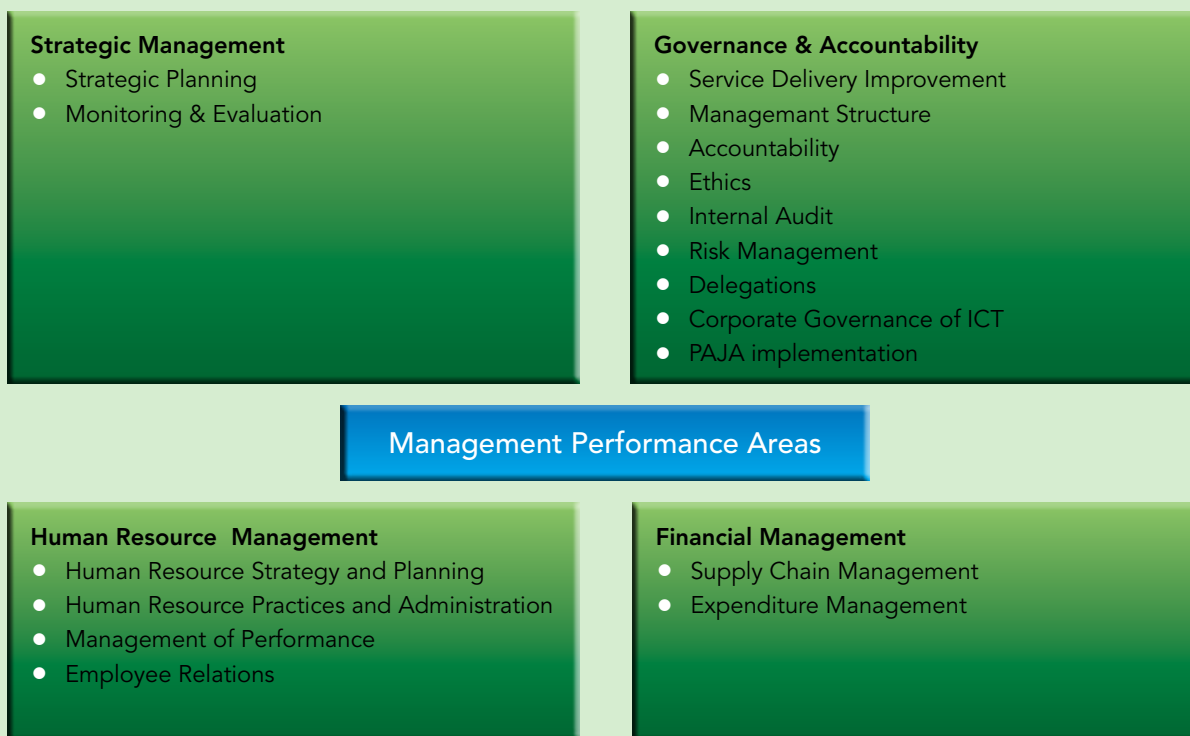 Strategic Management
Strategic Planning
Monitoring & Evaluation
Governance & Accountability
Service Delivery Improvement
Managemant Structure
Accountability
Ethics
Internal Audit
Risk Management
Delegations
Corporate Governance of ICT
PAJA implementation
Management Performance Areas
Human Resource  Management
Human Resource Strategy and Planning
Human Resource Practices and Administration
Management of Performance
Employee Relations
Financial Management
Supply Chain Management
Expenditure Management